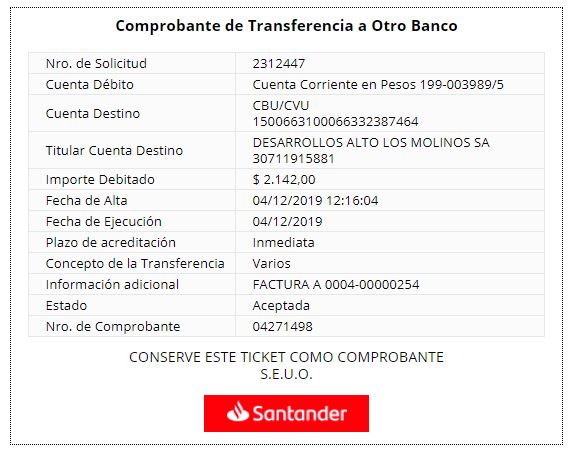 Comprobante de Transferencia a Otro Banco
Nro. de Solicitud 2312447
Cuenta Débito Cuenta Corriente en Pesos 199-003989/5
Cuenta Destino CBU/CVU
1500663100066332387464
Titular Cuenta Destino DESARROLLOS ALTO LOS MOLINOS SA
30711915881
Importe Debitado $ 2.142,00
Fecha de Alta 04/12/2019 12:16:04
Fecha de Ejecución 04/12/2019
Plazo de acreditación Inmediata
Concepto de la Transferencia Varios
Información adicional FACTURA A 0004-00000254
Estado Aceptada
Nro. de Comprobante 04271498
CONSERVE ESTE TICKET COMO COMPROBANTE
S.E.U.O.
Santander